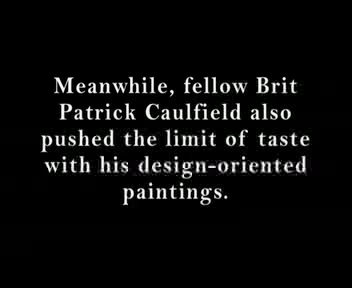 Meanwhile, fellow Brit
Patrick Caulfield also
pushed the limit of taste
with his design-oriented
paintings.